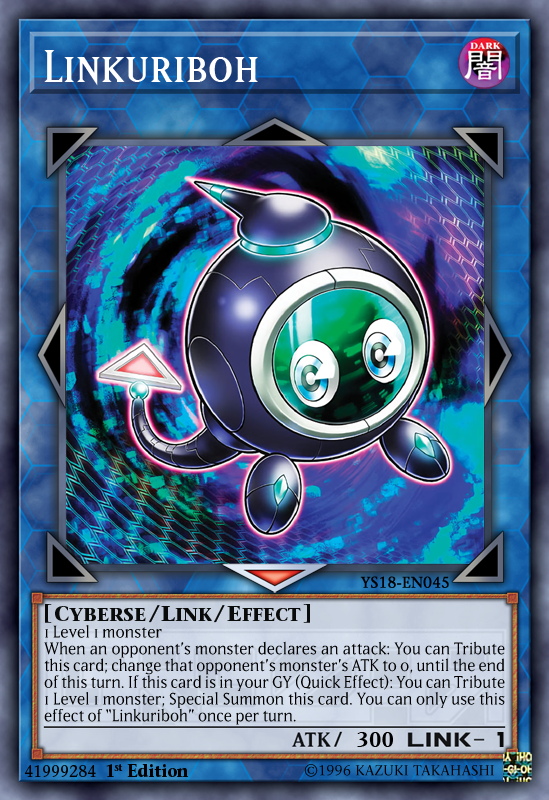 LINKURIBOH
DARK
闇
YS18-EN045
[CYBERSE/LINK/EFFECT]
1 Level 1 monster
When an opponent's monster declares an attack: You can Tribute
this card; change that opponent's monster's ATK to 0, until the end
of this turn. If this card is in your GY (Quick Effect): You can Tribute
1 Level 1 monster; Special Summon this card. You can only use this
effect of "Linkuriboh" once per turn.
ATK/ 300 LINK- 1
41999284 1st Edition ©1996 KAZUKI TAKAHASHI